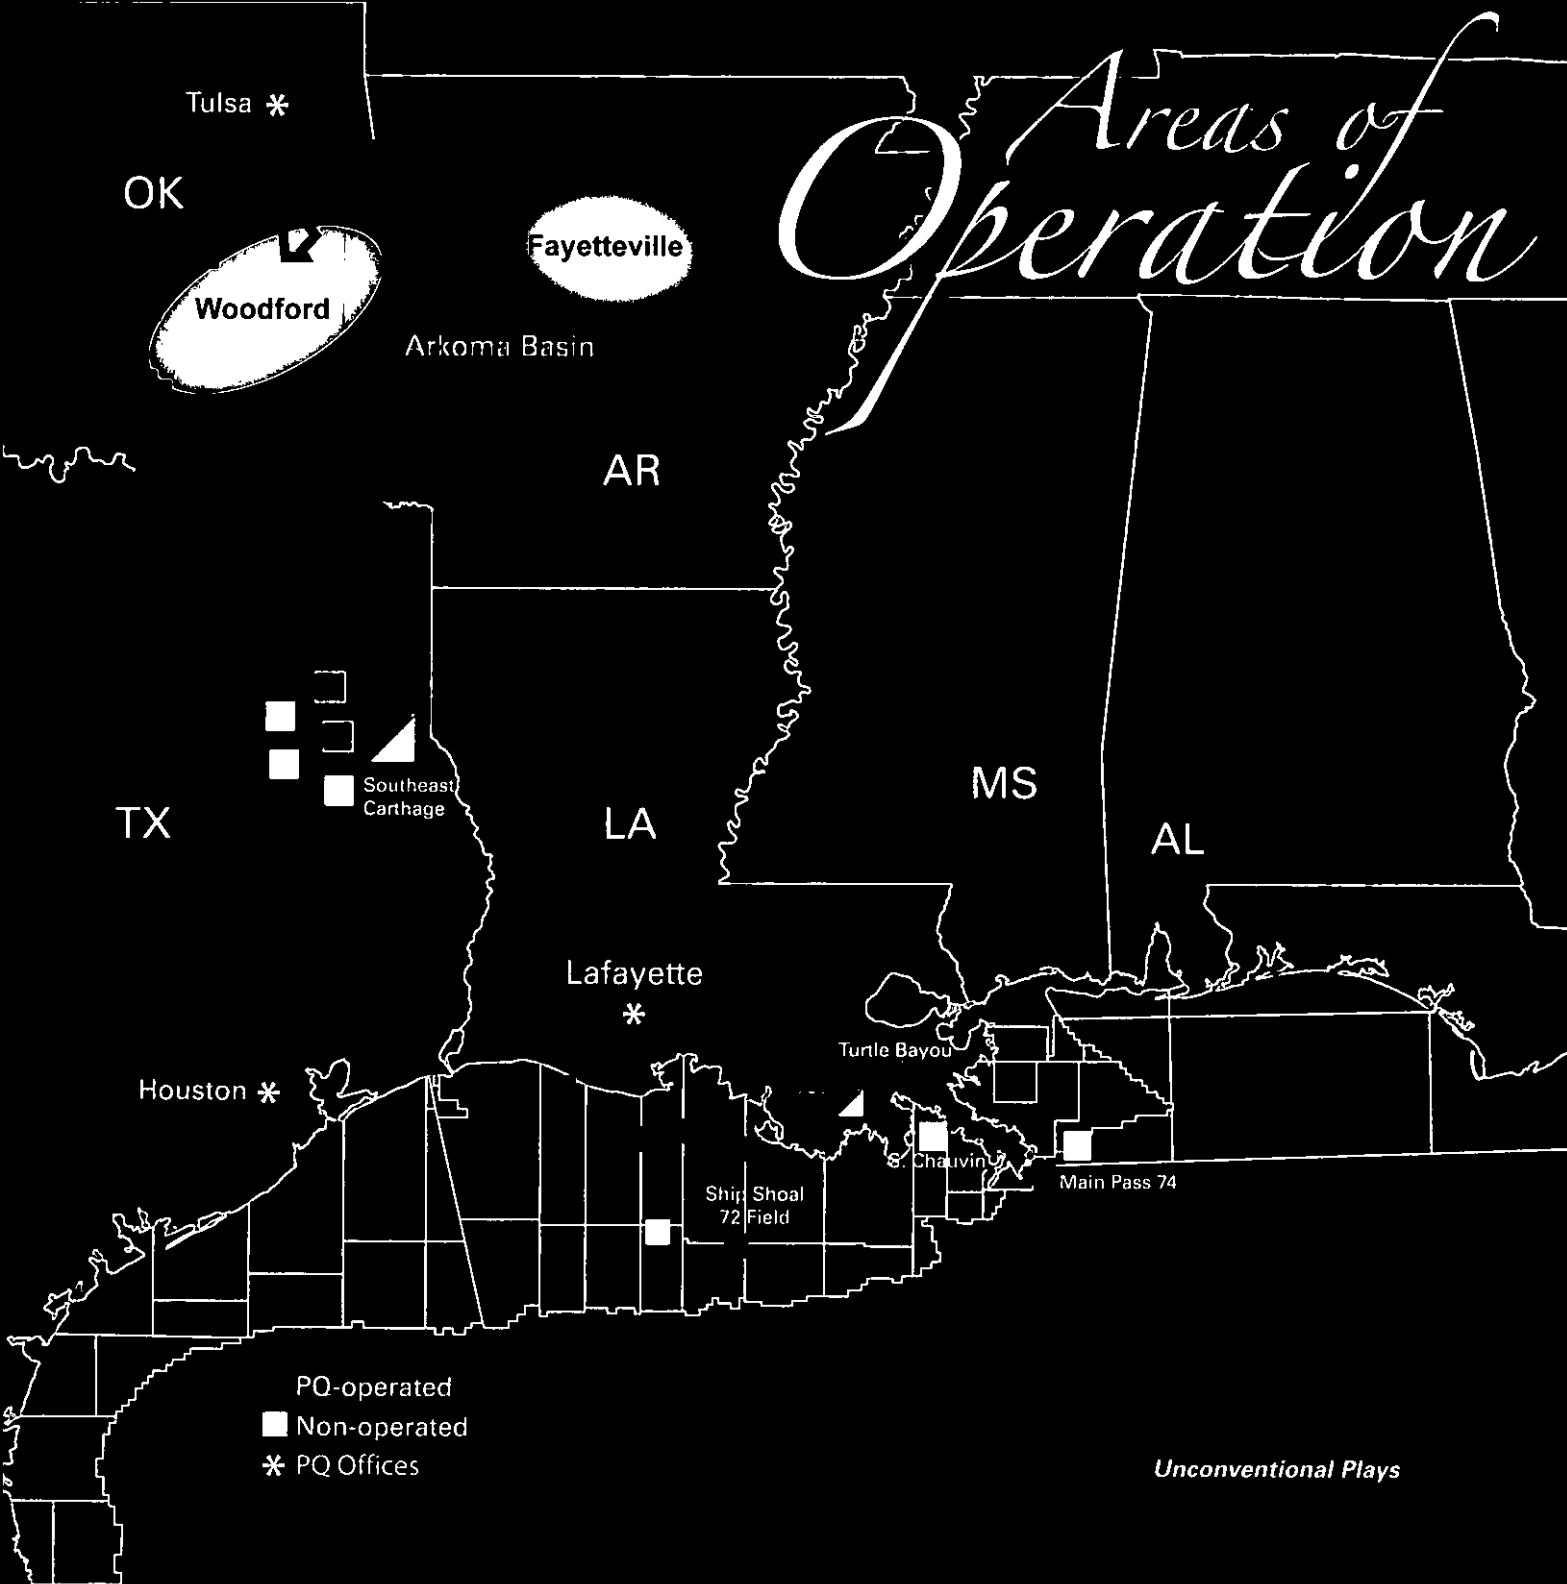 Areas of
Operation
Tulsa
OK
Fayetteville
Woodford
Arkoma Basin
AR
Southeast
Carthage
TX
LA
MS
AL
Lafayette
Turtle Bayou
Houston
S. Chauvin
Main Pass 74
Ship Shoal
72 Field
PQ-operated
Non-operated
PQ Offices
Unconventional Plays